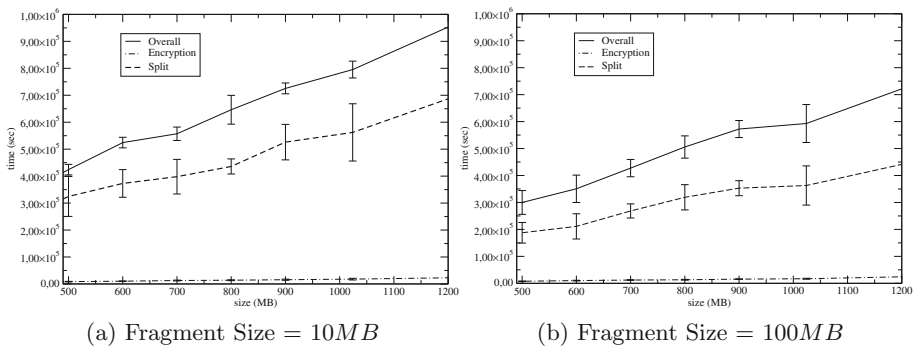 1,00×10^6
9,00×10^5
8,00×10^5
7,00×10^5
6,00×10^5
5,00×10^5
4,00×10^5
3,00×10^5
2,00×10^5
1,00×10^5
0,00
time (sec)
Overall
Encryption
Split
500 600 700 800 900 1000 1100 1200
size (MB)
(a) Fragment Size = 10MB
1,00×10^6
9,00×10^5
8,00×10^5
7,00×10^5
6,00×10^5
5,00×10^5
4,00×10^5
3,00×10^5
2,00×10^5
1,00×10^5
0,00
time (sec)
Overall
Encryption
Split
500 600 700 800 900 1000 1100 1200
size (MB)
(b) Fragment Size = 100MB